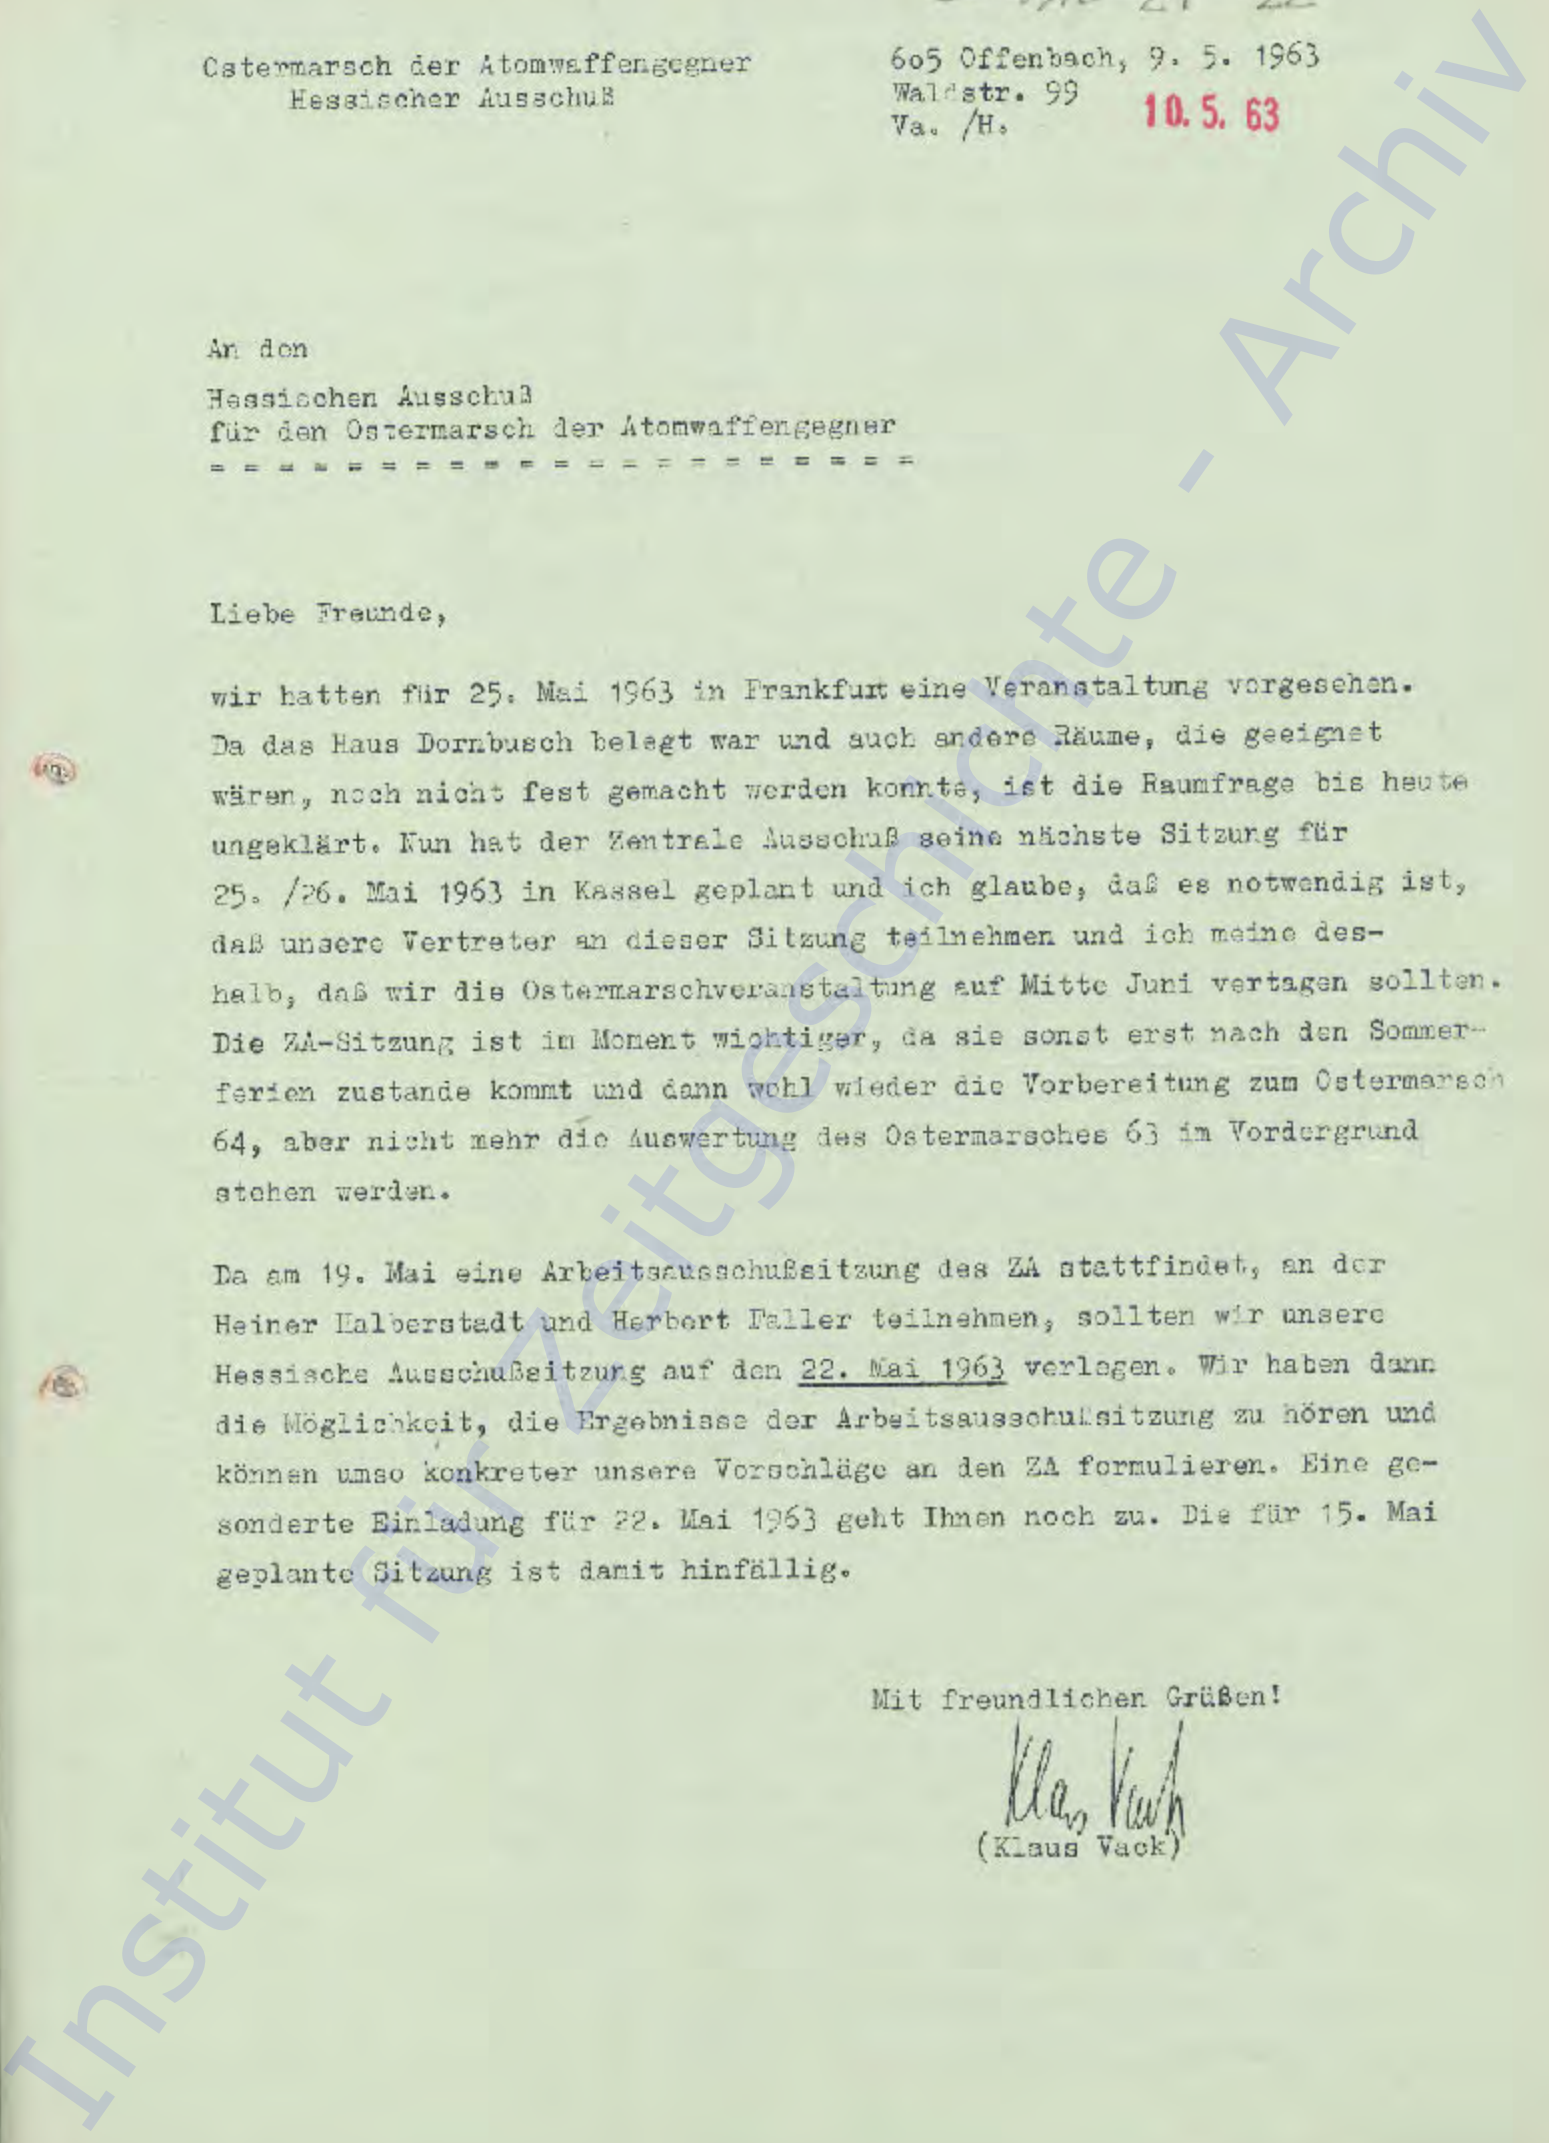 Ostermarsch der Atomwaffengegner
Hessischer Ausschuß
605 Offenbach, 9. 5. 1963
Waldstr. 99
Va. /H.
10. 5. 63
An den
Hessischen Ausschuß
für den Ostermarsch der Atomwaffengegner
= = = = = = = = = = = = = = = = = = = = =
Liebe Freunde,
wir hatten für 25. Mai 1963 in Frankfurt eine Veranstaltung vorgesehen.
Da das Haus Dornbusch belegt war und auch andere Räume, die geeignet
wären, noch nicht fest gemacht werden konnte, ist die Raumfrage bis heute
ungeklärt. Nun hat der Zentrale Ausschuß seine nächste Sitzung für
25. /26. Mai 1963 in Kassel geplant und ich glaube, daß es notwendig ist,
daß unsere Vertreter an dieser Sitzung teilnehmen und ich meine des-
halb, daß wir die Ostermarschveranstaltung auf Mitte Juni vertagen sollten.
Die ZA-Sitzung ist im Moment wichtiger, da sie sonst erst nach den Sommer-
ferien zustande kommt und dann wohl wieder die Vorbereitung zum Ostermarsch
64, aber nicht mehr die Auswertung des Ostermarsches 63 im Vordergrund
stehen werden.
Da am 19. Mai eine Arbeitsausschußsitzung des ZA stattfindet, an der
Heiner Halberstadt und Herbert Faller teilnehmen, sollten wir unsere
Hessische Ausschußsitzung auf den 22. Mai 1963 verlegen. Wir haben dann
die Möglichkeit, die Ergebnisse der Arbeitsausschußsitzung zu hören und
können umso konkreter unsere Vorschläge an den ZA formulieren. Eine ge-
sonderte Einladung für 22. Mai 1963 geht Ihnen noch zu. Die für 15. Mai
geplante Sitzung ist damit hinfällig.
Mit freundlichen Grüßen!
Klaus Vack
(Klaus Vack)
Institut für Zeitgeschichte - Archiv